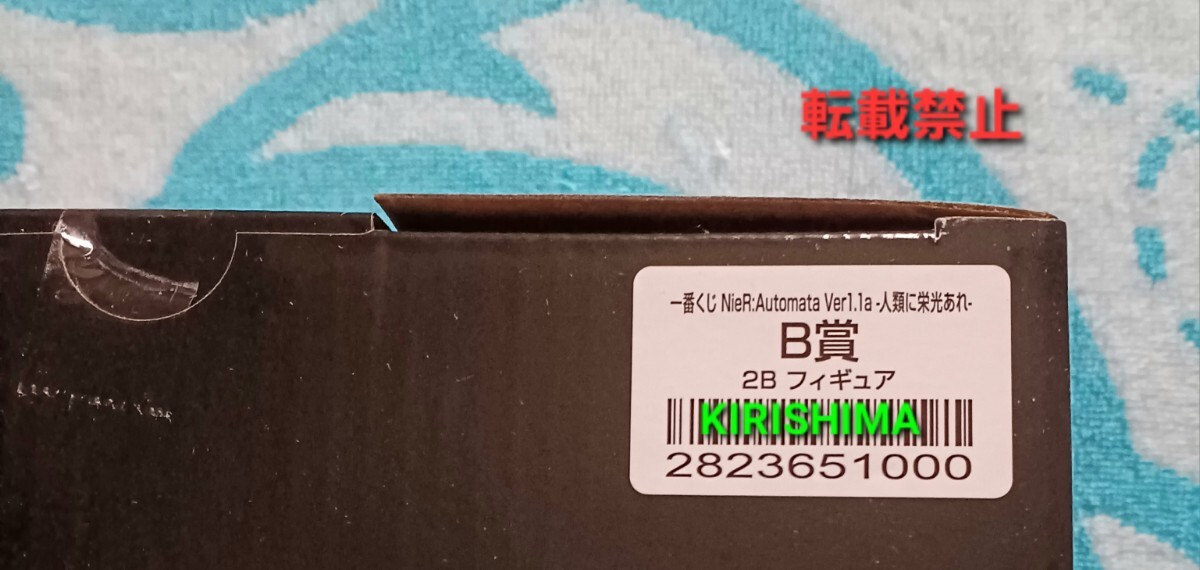 転載禁止
一番くじ NieR:Automata Ver1.1a -人類に栄光あれ-
B賞
2B フィギュア
KIRISHIMA
2823651000